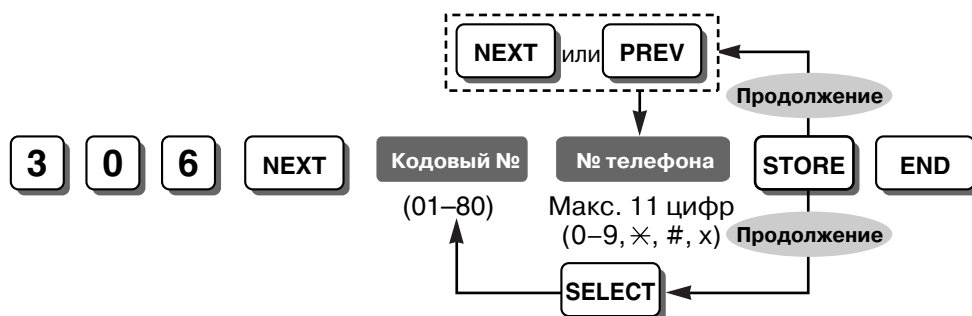 NEXT или PREV
Продолжение
3 0 6 NEXT Кодовый № № телефона STORE END
(01–80) Макс. 11 цифр
(0–9, ✳, #, x) Продолжение
SELECT